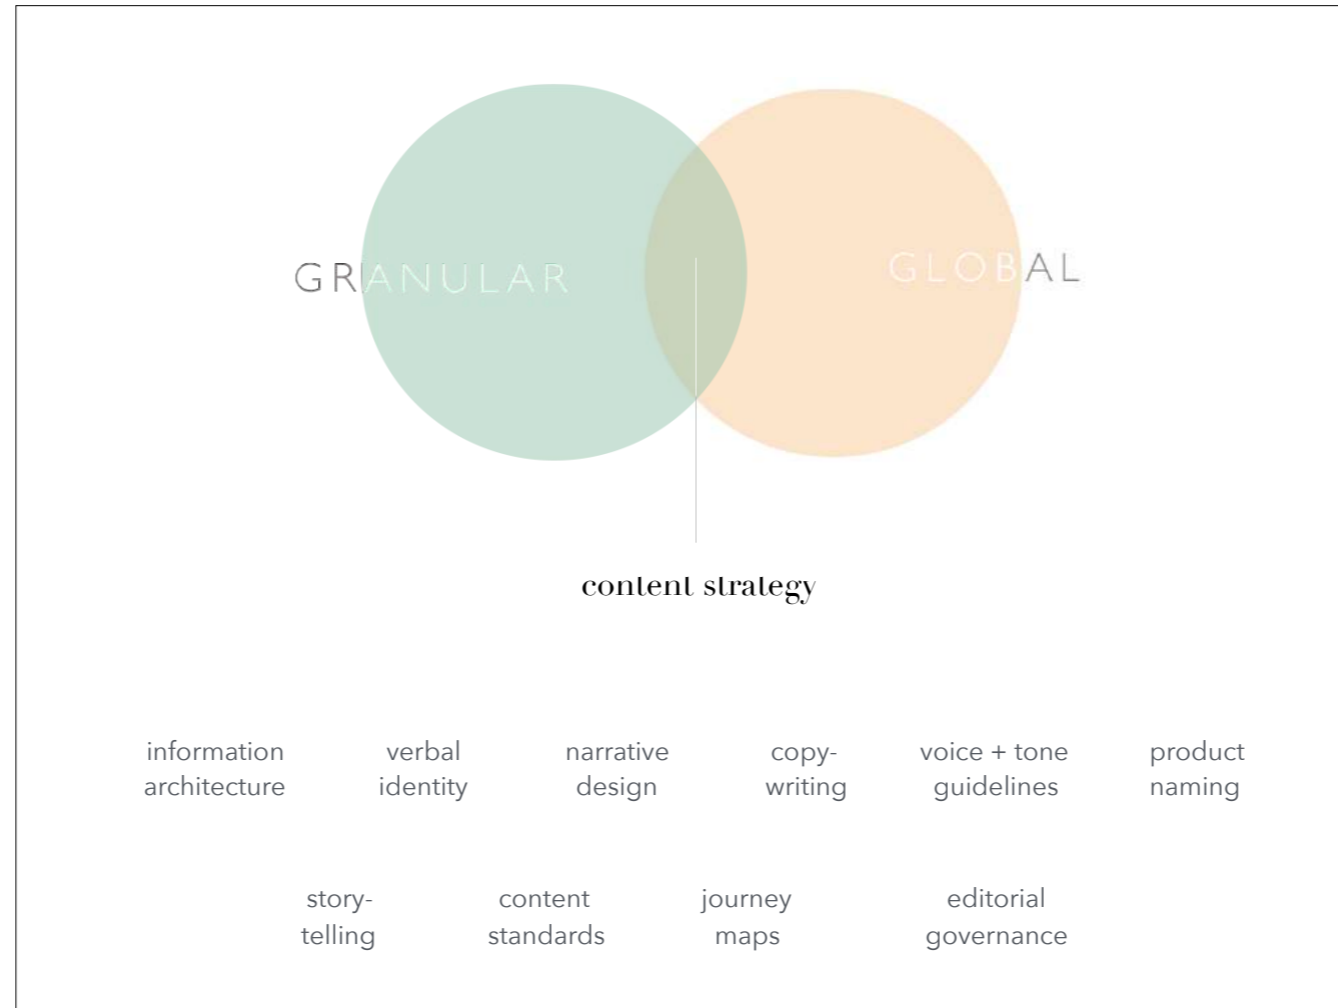 GRANULAR
GLOBAL
content strategy
information
architecture
verbal
identity
narrative
design
copy-
writing
voice + tone
guidelines
product
naming
story-
telling
content
standards
journey
maps
editorial
governance